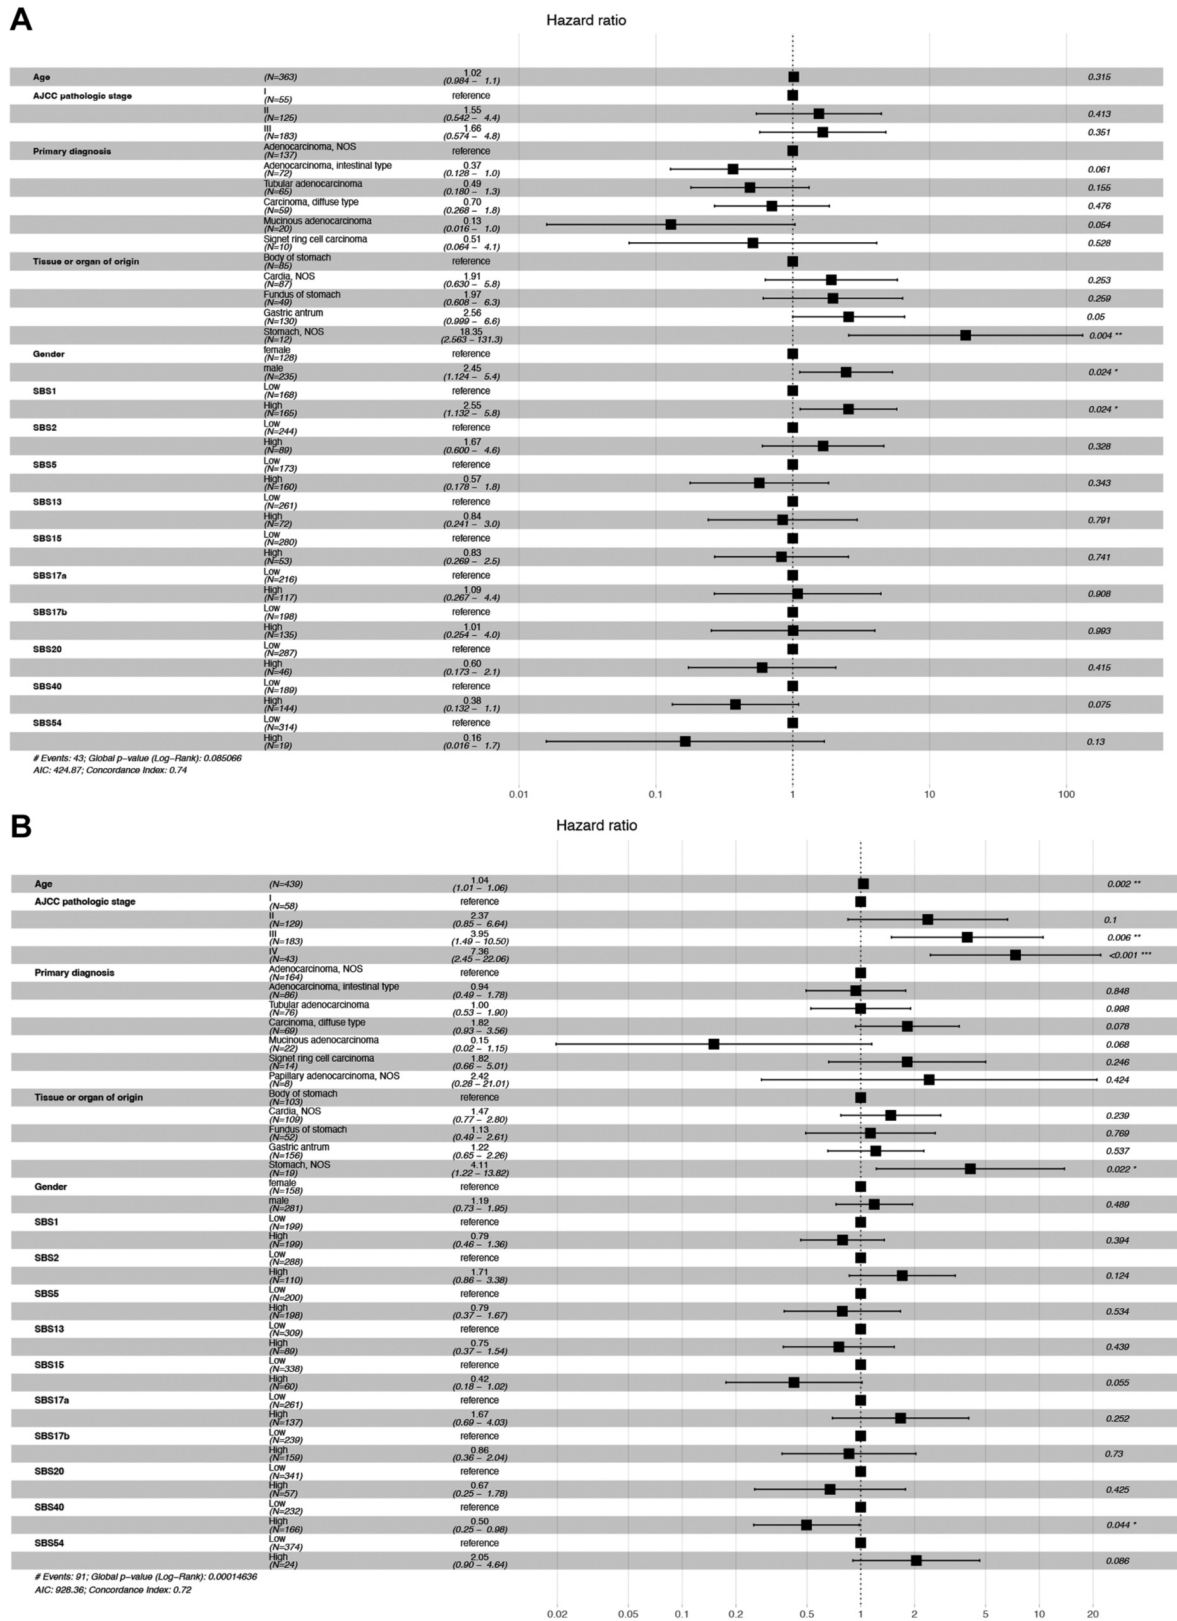 A
Hazard ratio
Age (N=363) 1.02 (0.984 – 1.1) 0.315
AJCC pathologic stage I (N=55) reference
II (N=125) 1.55 (0.542 – 4.4) 0.413
III (N=183) 1.66 (0.574 – 4.8) 0.351
Primary diagnosis Adenocarcinoma, NOS (N=137) reference
Adenocarcinoma, intestinal type (N=72) 0.37 (0.128 – 1.0) 0.061
Tubular adenocarcinoma (N=65) 0.49 (0.180 – 1.3) 0.155
Carcinoma, diffuse type (N=59) 0.70 (0.268 – 1.8) 0.476
Mucinous adenocarcinoma (N=20) 0.13 (0.016 – 1.0) 0.054
Signet ring cell carcinoma (N=10) 0.51 (0.064 – 4.1) 0.528
Tissue or organ of origin Body of stomach (N=85) reference
Cardia, NOS (N=87) 1.91 (0.630 – 5.8) 0.253
Fundus of stomach (N=49) 1.97 (0.608 – 6.3) 0.259
Gastric antrum (N=130) 2.56 (0.999 – 6.6) 0.05
Stomach, NOS (N=12) 18.35 (2.563 – 131.3) 0.004 **
Gender female (N=128) reference
male (N=235) 2.45 (1.124 – 5.4) 0.024 *
SBS1 Low (N=168) reference
High (N=165) 2.55 (1.132 – 5.8) 0.024 *
SBS2 Low (N=244) reference
High (N=89) 1.67 (0.600 – 4.6) 0.328
SBS5 Low (N=173) reference
High (N=160) 0.57 (0.178 – 1.8) 0.343
SBS13 Low (N=261) reference
High (N=72) 0.84 (0.241 – 3.0) 0.791
SBS15 Low (N=280) reference
High (N=53) 0.83 (0.269 – 2.5) 0.741
SBS17a Low (N=216) reference
High (N=117) 1.09 (0.267 – 4.4) 0.908
SBS17b Low (N=198) reference
High (N=135) 1.01 (0.254 – 4.0) 0.993
SBS20 Low (N=287) reference
High (N=46) 0.60 (0.173 – 2.1) 0.415
SBS40 Low (N=189) reference
High (N=144) 0.38 (0.132 – 1.1) 0.075
SBS54 Low (N=314) reference
High (N=19) 0.16 (0.016 – 1.7) 0.13
# Events: 43; Global p-value (Log-Rank): 0.085066
AIC: 424.87; Concordance Index: 0.74
0.01 0.1 1 10 100
B
Hazard ratio
Age (N=439) 1.04 (1.01 – 1.06) 0.002 **
AJCC pathologic stage I (N=58) reference
II (N=129) 2.37 (0.85 – 6.64) 0.1
III (N=183) 3.95 (1.49 – 10.50) 0.006 **
IV (N=43) 7.36 (2.45 – 22.06) <0.001 ***
Primary diagnosis Adenocarcinoma, NOS (N=164) reference
Adenocarcinoma, intestinal type (N=86) 0.94 (0.49 – 1.78) 0.848
Tubular adenocarcinoma (N=76) 1.00 (0.53 – 1.90) 0.998
Carcinoma, diffuse type (N=69) 1.82 (0.93 – 3.56) 0.078
Mucinous adenocarcinoma (N=22) 0.15 (0.02 – 1.15) 0.068
Signet ring cell carcinoma (N=14) 1.82 (0.66 – 5.01) 0.246
Papillary adenocarcinoma, NOS (N=8) 2.42 (0.28 – 21.01) 0.424
Tissue or organ of origin Body of stomach (N=103) reference
Cardia, NOS (N=109) 1.47 (0.77 – 2.80) 0.239
Fundus of stomach (N=52) 1.13 (0.49 – 2.61) 0.769
Gastric antrum (N=156) 1.22 (0.65 – 2.26) 0.537
Stomach, NOS (N=19) 4.11 (1.22 – 13.82) 0.022 *
Gender female (N=158) reference
male (N=281) 1.19 (0.73 – 1.95) 0.489
SBS1 Low (N=199) reference
High (N=199) 0.79 (0.46 – 1.36) 0.394
SBS2 Low (N=288) reference
High (N=110) 1.71 (0.86 – 3.38) 0.124
SBS5 Low (N=200) reference
High (N=198) 0.79 (0.37 – 1.67) 0.534
SBS13 Low (N=309) reference
High (N=89) 0.75 (0.37 – 1.54) 0.439
SBS15 Low (N=338) reference
High (N=60) 0.42 (0.18 – 1.02) 0.055
SBS17a Low (N=261) reference
High (N=137) 1.67 (0.69 – 4.03) 0.252
SBS17b Low (N=239) reference
High (N=159) 0.86 (0.36 – 2.04) 0.73
SBS20 Low (N=341) reference
High (N=57) 0.67 (0.25 – 1.78) 0.425
SBS40 Low (N=232) reference
High (N=166) 0.50 (0.25 – 0.98) 0.044 *
SBS54 Low (N=374) reference
High (N=24) 2.05 (0.90 – 4.64) 0.086
# Events: 91; Global p-value (Log-Rank): 0.00014636
AIC: 928.36; Concordance Index: 0.72
0.02 0.05 0.1 0.2 0.5 1 2 5 10 20